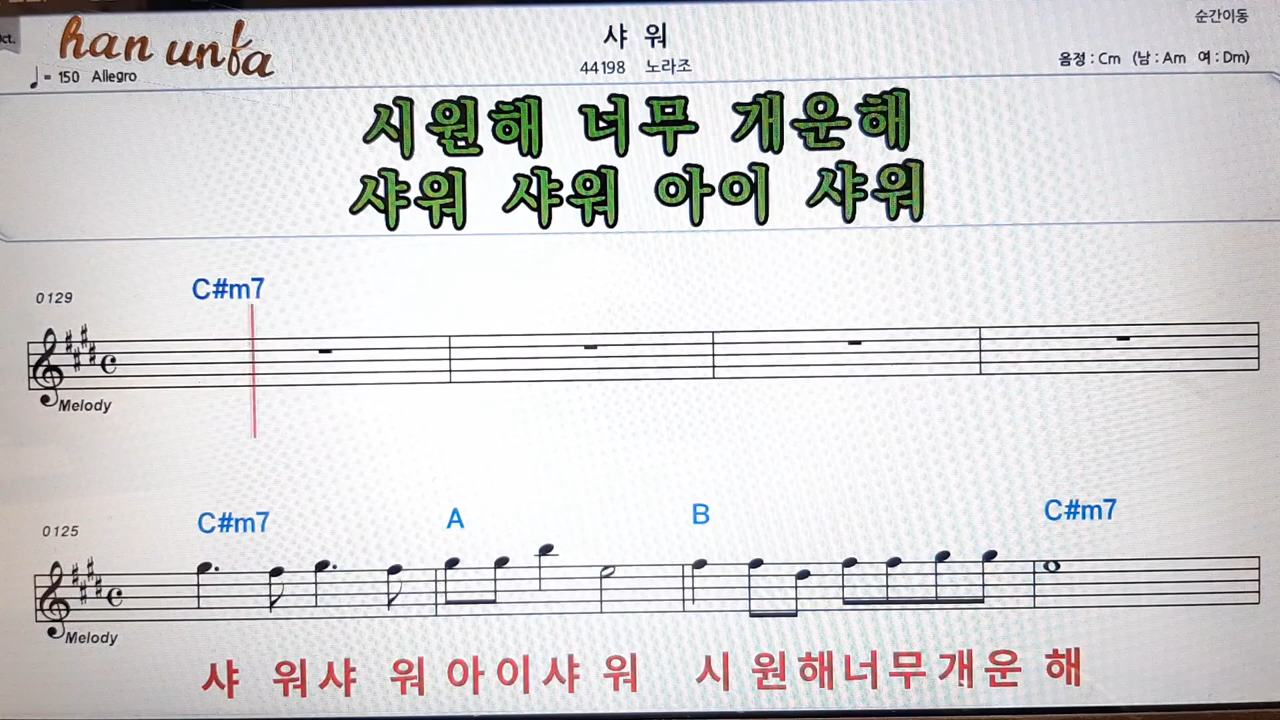 순간이동
han unfa
샤 워
44198 노라조
♩= 150 Allegro
음정 : Cm (남 : Am 여 : Dm)
시원해 너무 개운해
샤워 샤워 아이 샤워
C#m7
0129
Melody
C#m7 A B C#m7
0125
Melody
샤 워샤 워 아이샤 워 시 원해너무개운 해